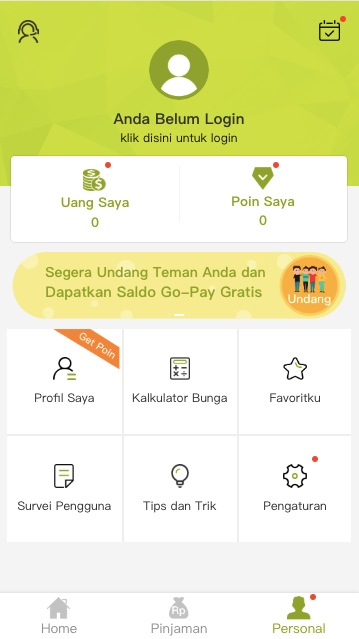 Anda Belum Login
klik disini untuk login
Uang Saya
0
Poin Saya
0
Segera Undang Teman Anda dan
Dapatkan Saldo Go-Pay Gratis
Undang
Get Poin
Profil Saya
Kalkulator Bunga
Favoritku
Survei Pengguna
Tips dan Trik
Pengaturan
Home
Rp
Pinjaman
Personal